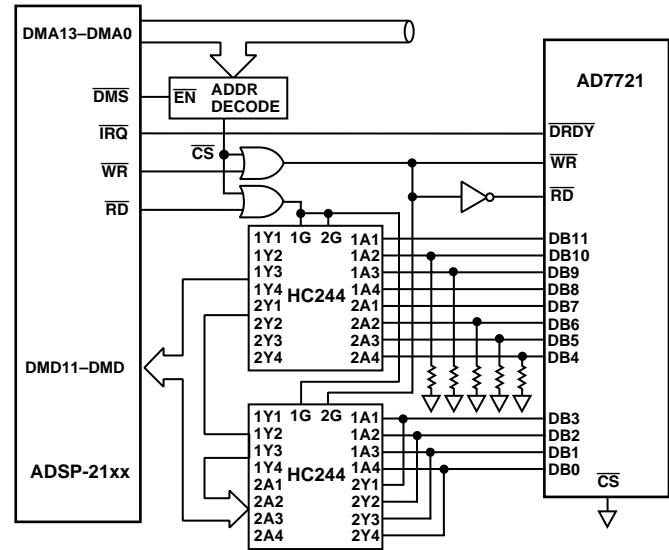 DMA13–DMA0
AD7721
DMS
EN
ADDR
DECODE
IRQ
DRDY
CS
WR
WR
RD
RD
1Y1
1G
2G
1A1
DB11
1Y2
1A2
DB10
1Y3
1A3
DB9
1Y4
HC244
1A4
DB8
2Y1
2A1
DB7
2Y2
2A2
DB6
2Y3
2A3
DB5
2Y4
2A4
DB4
DMD11–DMD
1Y1
1G
2G
1A1
DB3
1Y2
1A2
DB2
1Y3
1A3
DB1
1Y4
HC244
1A4
DB0
2A1
2Y1
2A2
2Y2
2A3
2Y3
2A4
2Y4
CS
ADSP-21xx